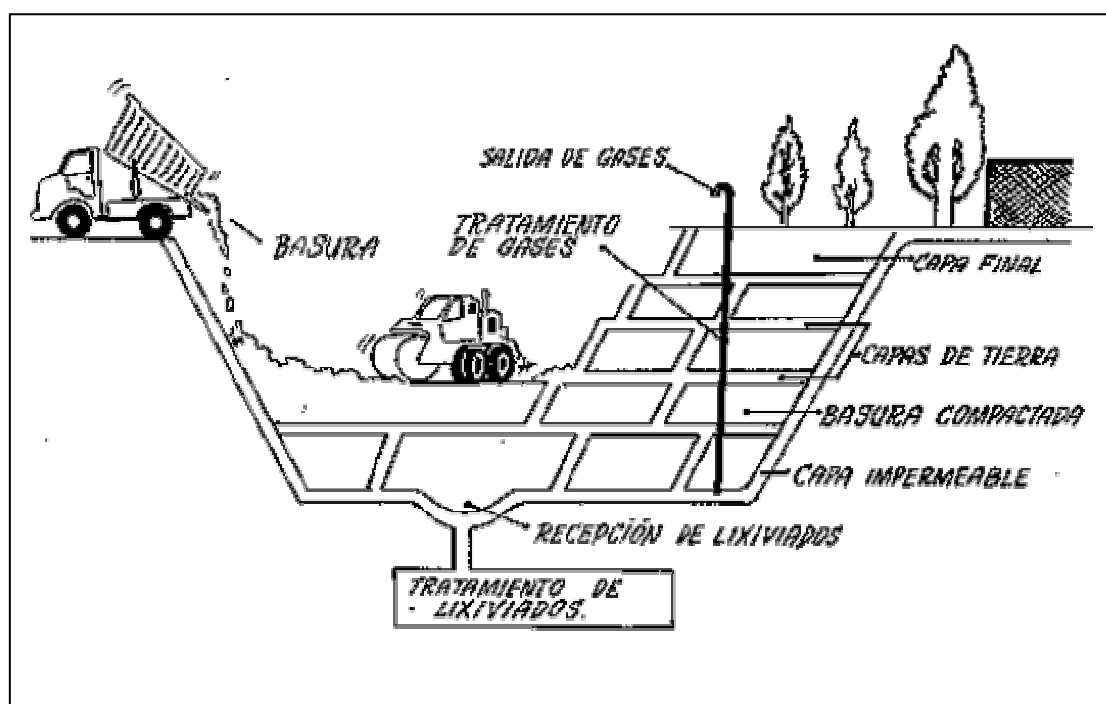 SALIDA DE GASES
TRATAMIENTO
DE GASES
BASURA
CAPA FINAL
CAPAS DE TIERRA
BASURA COMPACTADA
CAPA IMPERMEABLE
RECEPCIÓN DE LIXIVIADOS
TRATAMIENTO DE
LIXIVIADOS.